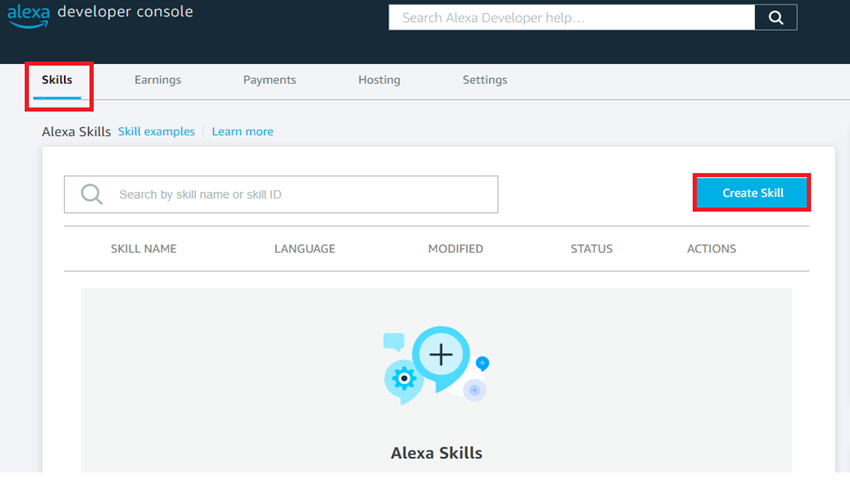 alexa developer console
Search Alexa Developer help...
Skills Earnings Payments Hosting Settings
Alexa Skills Skill examples Learn more
Search by skill name or skill ID
Create Skill
SKILL NAME LANGUAGE MODIFIED STATUS ACTIONS
Alexa Skills